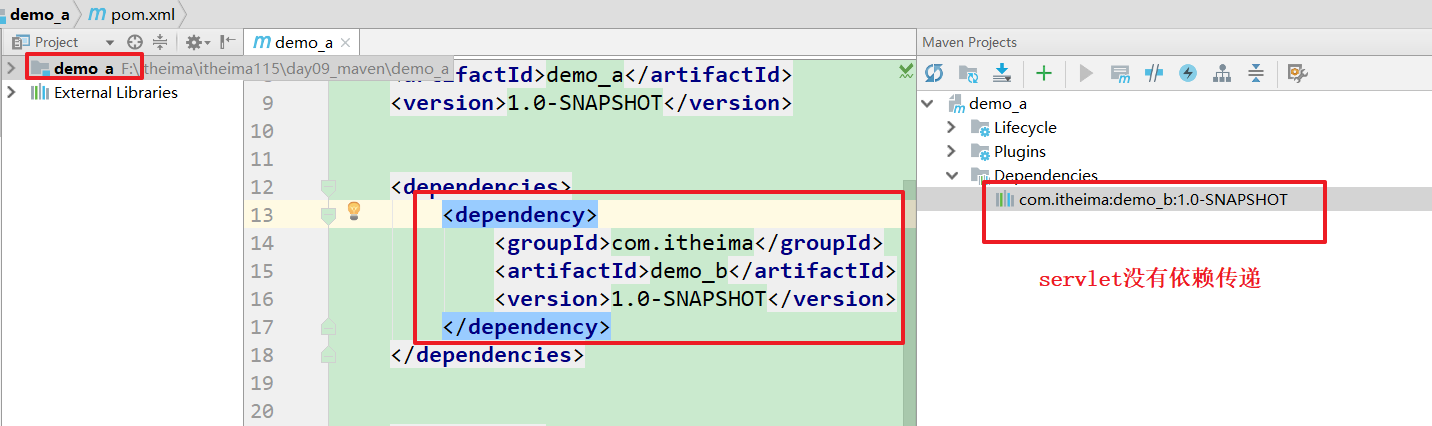 demo_a pom.xml
Project
demo_a
Maven Projects
demo_a F:\itheima\itheima115\day09_maven\demo_a
External Libraries
artifactId>demo_a</artifactId>
9 <version>1.0-SNAPSHOT</version>
10
11
12 <dependencies>
13 <dependency>
14 <groupId>com.itheima</groupId>
15 <artifactId>demo_b</artifactId>
16 <version>1.0-SNAPSHOT</version>
17 </dependency>
18 </dependencies>
19
20
demo_a
Lifecycle
Plugins
Dependencies
com.itheima:demo_b:1.0-SNAPSHOT
servlet没有依赖传递